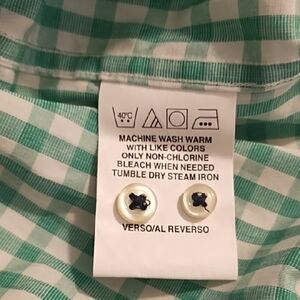 40°C
MACHINE WASH WARM
WITH LIKE COLORS
ONLY NON-CHLORINE
BLEACH WHEN NEEDED
TUMBLE DRY STEAM IRON
VERSO/AL REVERSO